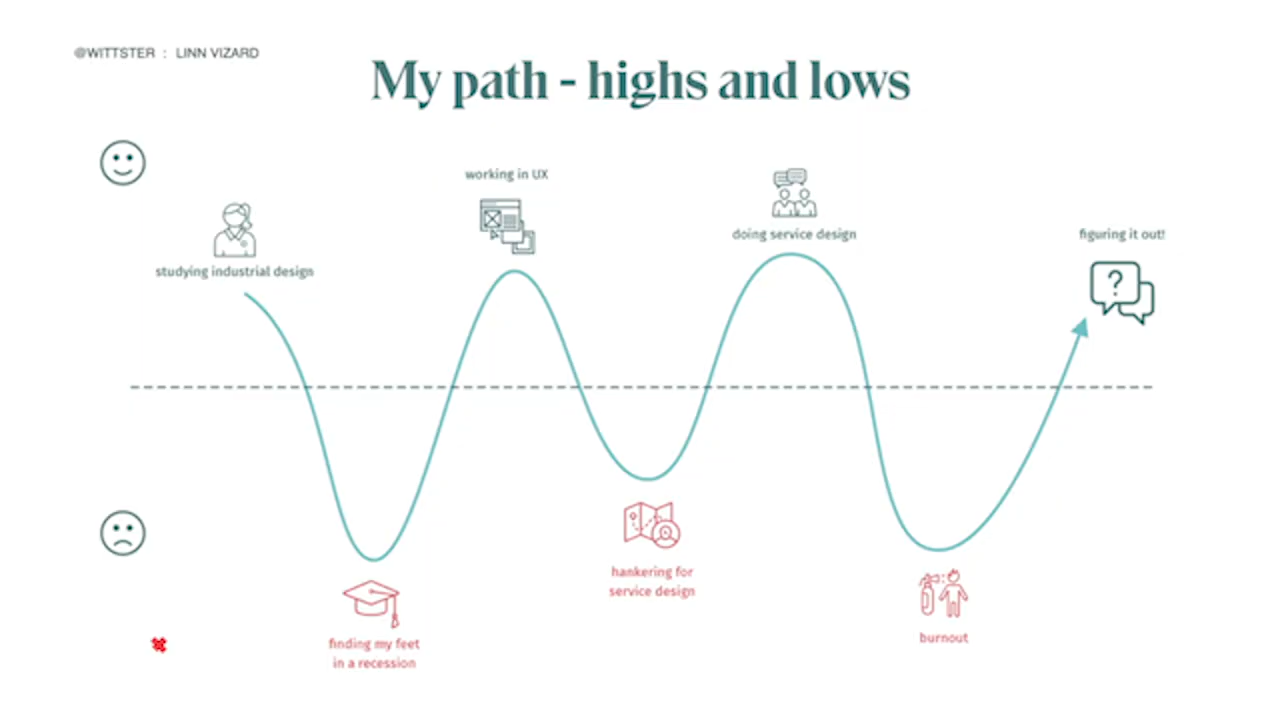 @WITTSTER : LINN VIZARD
My path - highs and lows
working in UX
doing service design
figuring it out!
studying industrial design
?
hankering for
service design
burnout
finding my feet
in a recession